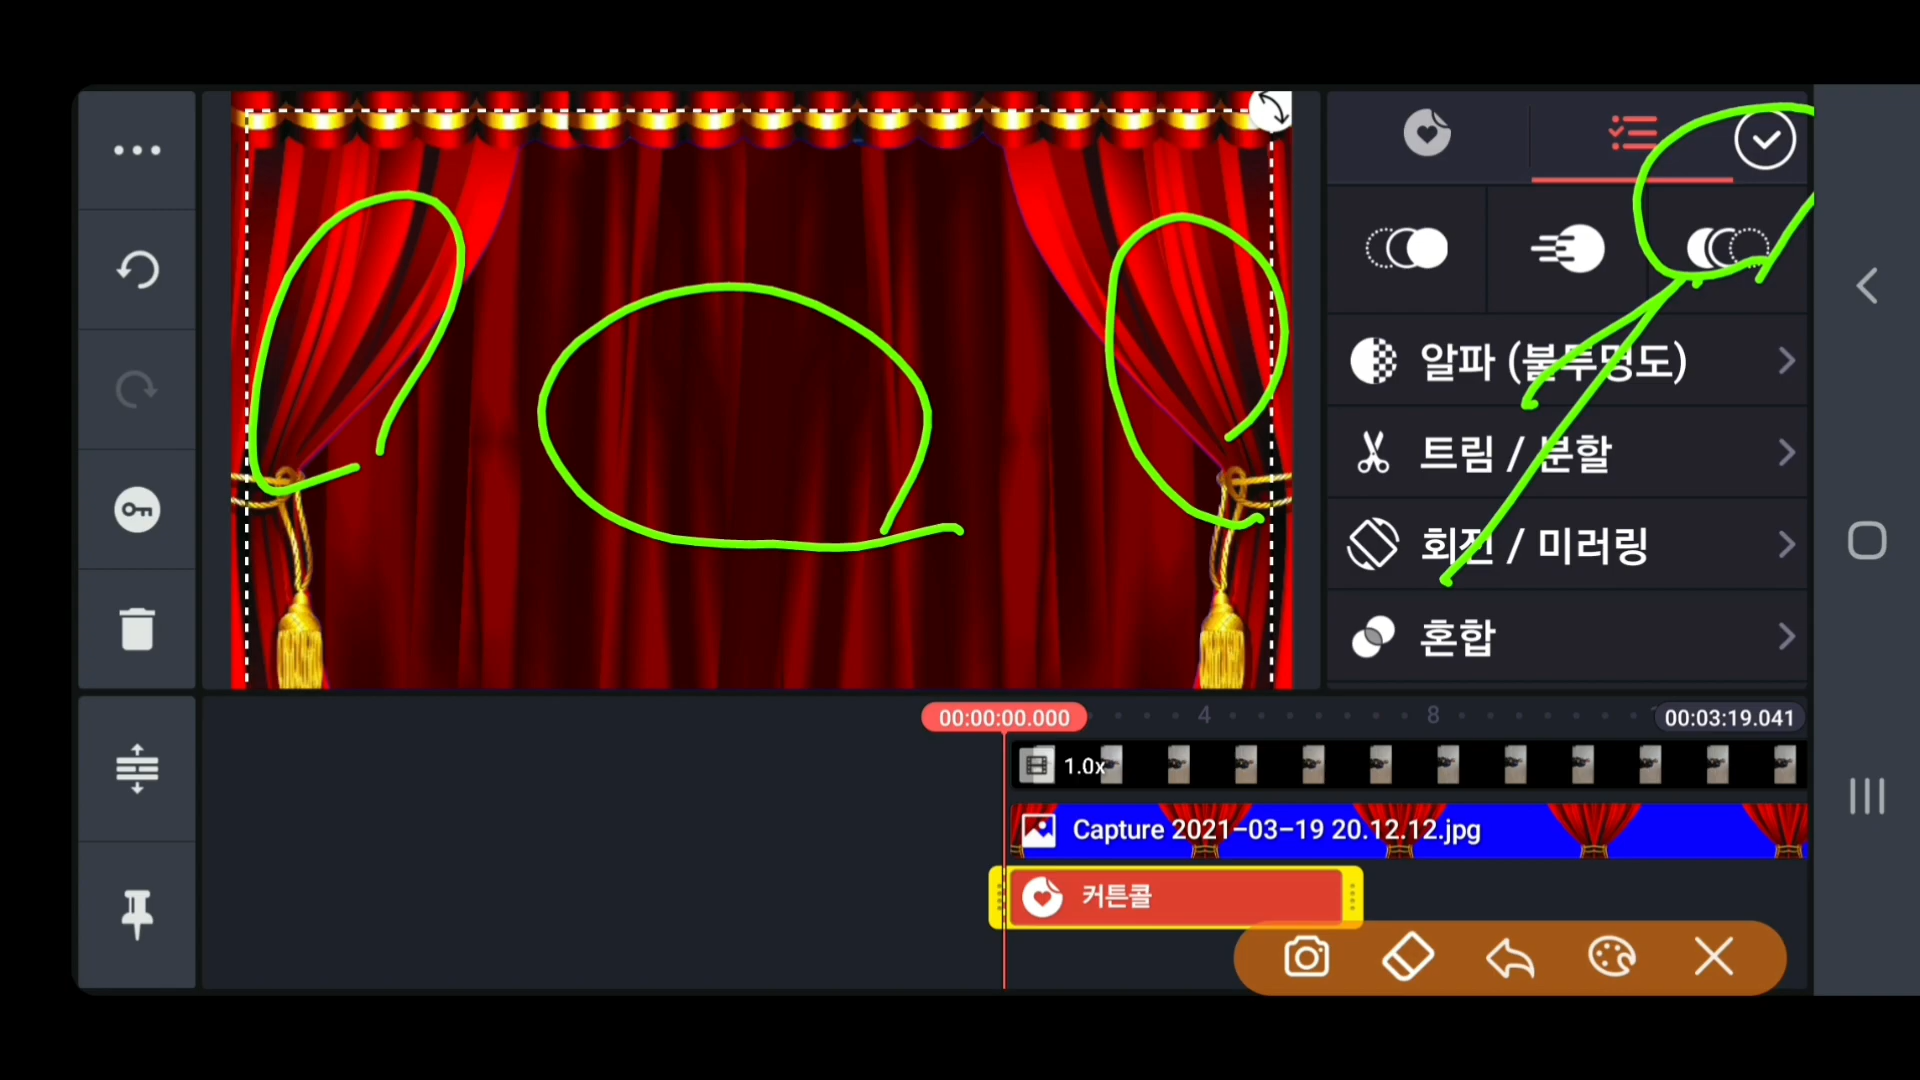 알파 (불투명도)
트림 / 분할
회전 / 미러링
혼합
00:00:00.000
4
8
00:03:19.041
1.0x
Capture 2021-03-19 20.12.12.jpg
커튼콜